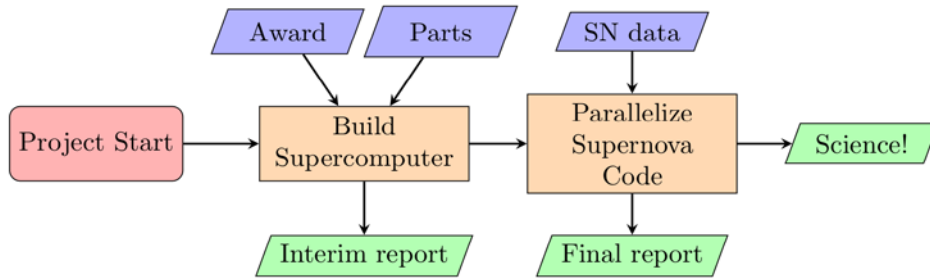 Award
Parts
SN data
Project Start
Build
Supercomputer
Parallelize
Supernova
Code
Science!
Interim report
Final report